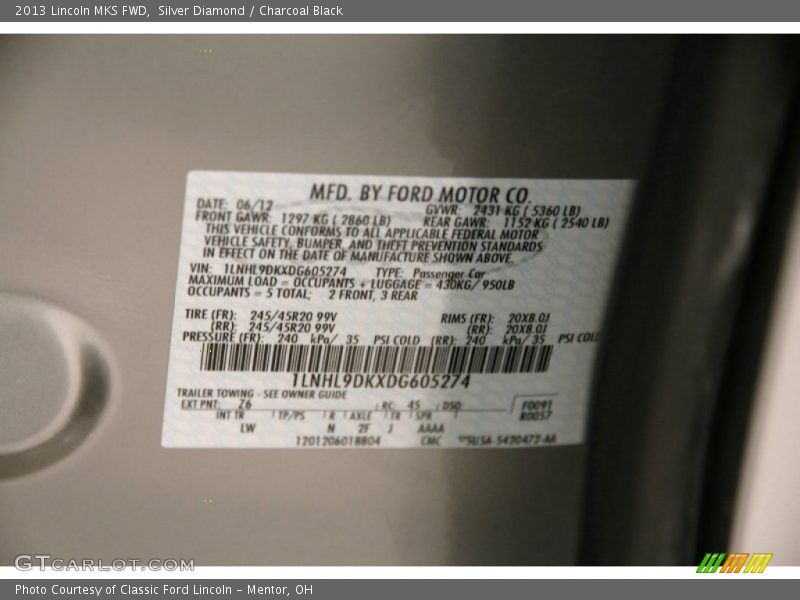 2013 Lincoln MKS FWD,  Silver Diamond / Charcoal Black
MFD. BY FORD MOTOR CO.
DATE: 06/12 GVWR: 2431 KG ( 5360 LB)
FRONT GAWR: 1297 KG ( 2860 LB) REAR GAWR: 1152 KG ( 2540 LB)
THIS VEHICLE CONFORMS TO ALL APPLICABLE FEDERAL MOTOR
VEHICLE SAFETY, BUMPER, AND THEFT PREVENTION STANDARDS
IN EFFECT ON THE DATE OF MANUFACTURE SHOWN ABOVE.
VIN: 1LNHL9DKXDG605274 TYPE: Passenger Car
MAXIMUM LOAD = OCCUPANTS + LUGGAGE = 430KG/ 950LB
OCCUPANTS = 5 TOTAL; 2 FRONT, 3 REAR
TIRE (FR): 245/45R20 99V RIMS (FR): 20X8.0J
(RR): 245/45R20 99V (RR): 20X8.0J
PRESSURE (FR): 240 kPa/ 35 PSI COLD (RR): 240 kPa/ 35 PSI COLD
1LNHL9DKXDG605274
TRAILER TOWING - SEE OWNER GUIDE
EXT PNT: Z6 RC: 45 DSO: F0091
INT TR TP/PS R AXLE TR SPR R0057
LW N 2F J AAAA
1201206018804 CMC 5U5A-5420472-AA
GTCARLOT.COM
Photo Courtesy of Classic Ford Lincoln – Mentor, OH